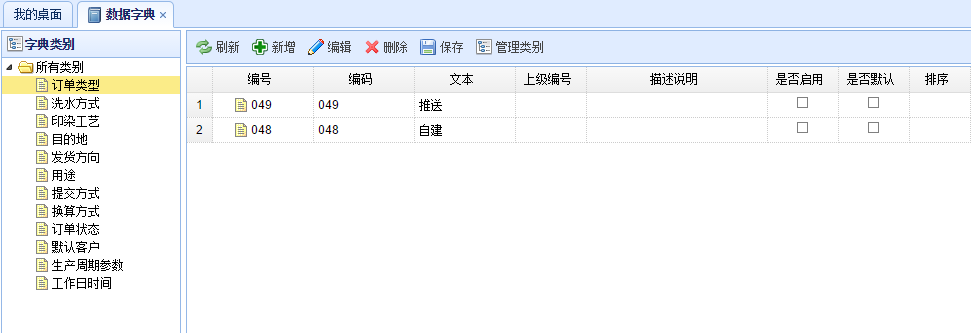 我的桌面
数据字典
字典类别
所有类别
订单类型
洗水方式
印染工艺
目的地
发货方向
用途
提交方式
换算方式
订单状态
默认客户
生产周期参数
工作日时间
刷新 新增 编辑 删除 保存 管理类别
编号 编码 文本 上级编号 描述说明 是否启用 是否默认 排序
1 049 049 推送
2 048 048 自建